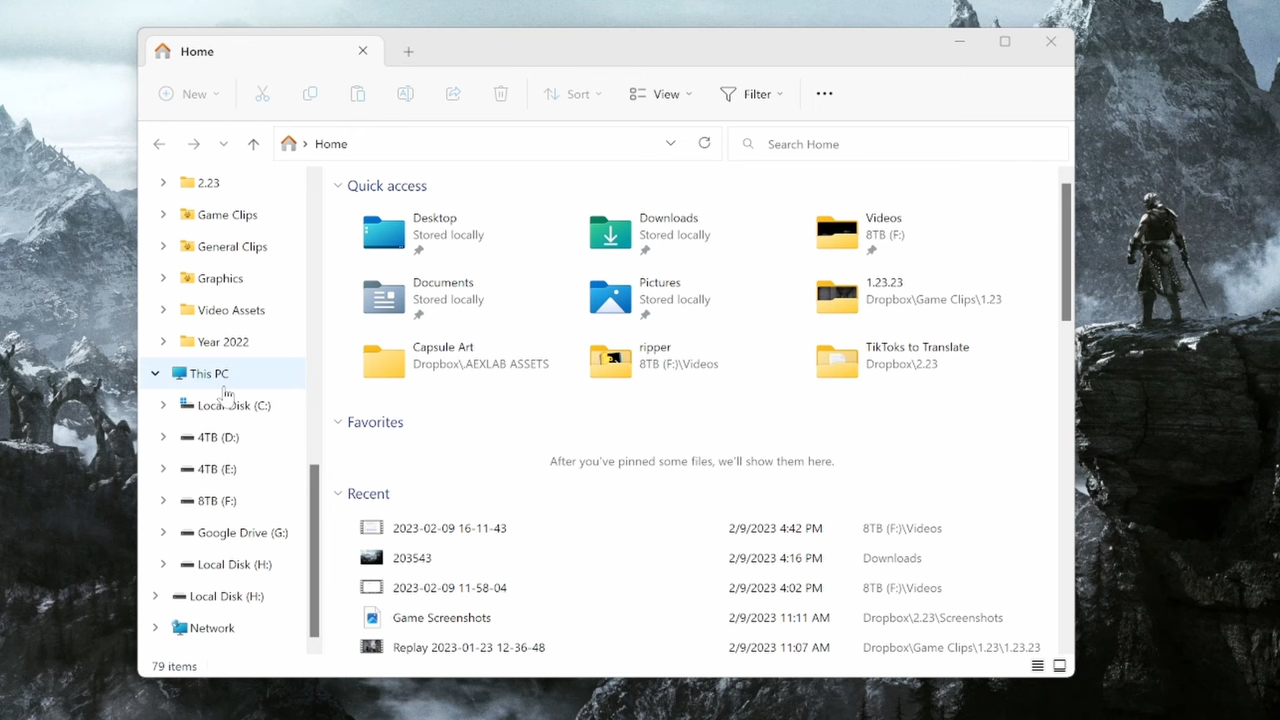 Home
New
Sort
View
Filter
Home
Search Home
2.23
Game Clips
General Clips
Graphics
Video Assets
Year 2022
This PC
Local Disk (C:)
4TB (D:)
4TB (E:)
8TB (F:)
Google Drive (G:)
Local Disk (H:)
Local Disk (H:)
Network
Quick access
Desktop
Stored locally
Downloads
Stored locally
Videos
8TB (F:)
Documents
Stored locally
Pictures
Stored locally
1.23.23
Dropbox\Game Clips\1.23
Capsule Art
Dropbox\.AEXLAB ASSETS
ripper
8TB (F:)\Videos
TikToks to Translate
Dropbox\2.23
Favorites
After you've pinned some files, we'll show them here.
Recent
2023-02-09 16-11-43 2/9/2023 4:42 PM 8TB (F:)\Videos
203543 2/9/2023 4:16 PM Downloads
2023-02-09 11-58-04 2/9/2023 4:02 PM 8TB (F:)\Videos
Game Screenshots 2/9/2023 11:11 AM Dropbox\2.23\Screenshots
Replay 2023-01-23 12-36-48 2/9/2023 11:07 AM Dropbox\Game Clips\1.23\1.23.23
79 items